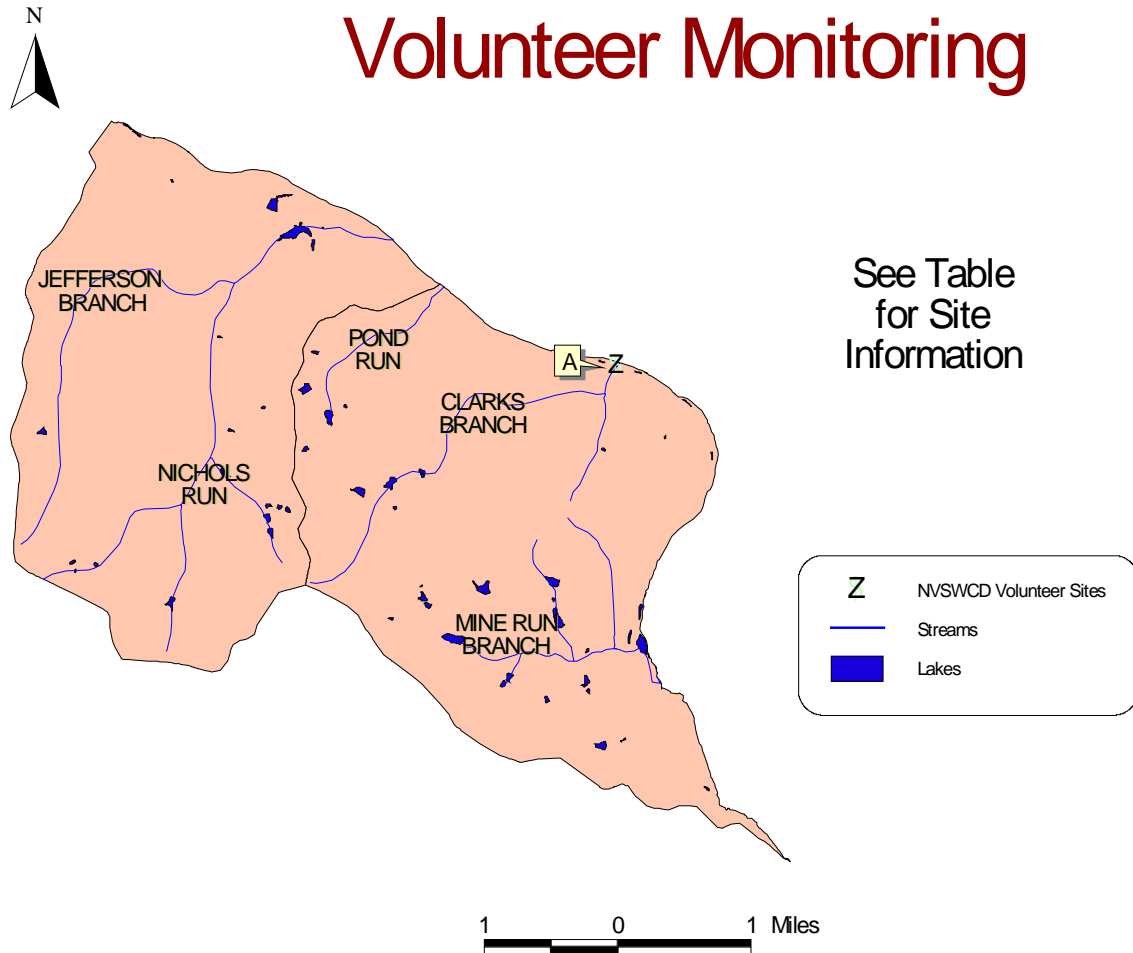 N
Volunteer Monitoring
JEFFERSON
BRANCH
See Table
for Site
Information
POND
RUN
A
Z
CLARKS
BRANCH
NICHOLS
RUN
Z NVSWCD Volunteer Sites
Streams
Lakes
MINE RUN
BRANCH
1 0 1 Miles